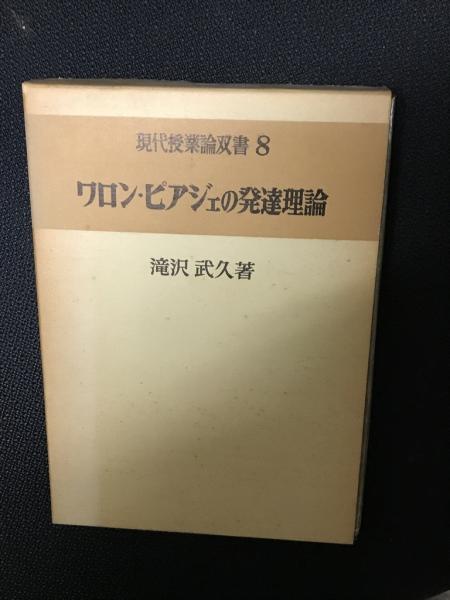 現代授業論双書 8
ワロン・ピアジェの発達理論
滝沢 武久著